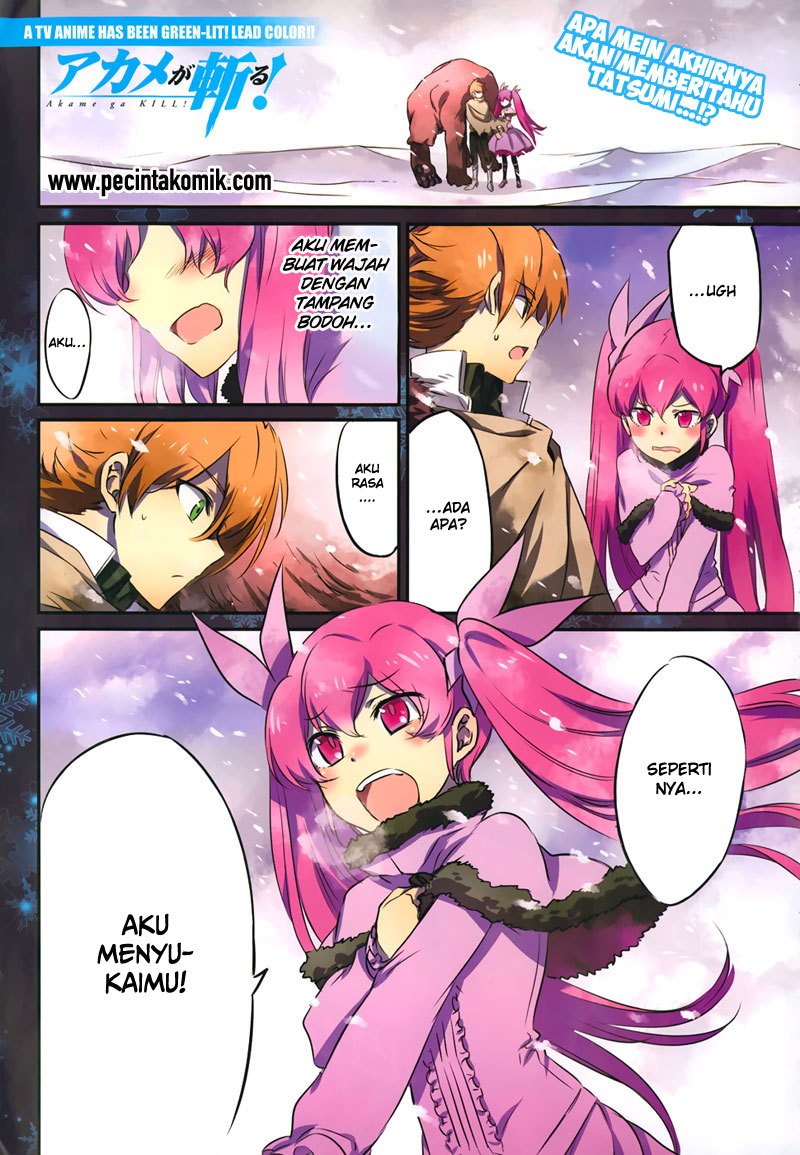 A TV ANIME HAS BEEN GREEN-LIT! LEAD COLOR!!
アカメが斬る!
Akame ga KILL!
APA MEIN AKHIRNYA
AKAN MEMBERITAHU
TATSUMI...!?
www.pecintakomik.com
...UGH
...ADA
APA?
AKU MEM-
BUAT WAJAH
DENGAN
TAMPANG
BODOH...
AKU...
AKU
RASA
....
SEPERTI
NYA...
AKU
MENYU-
KAIMU!